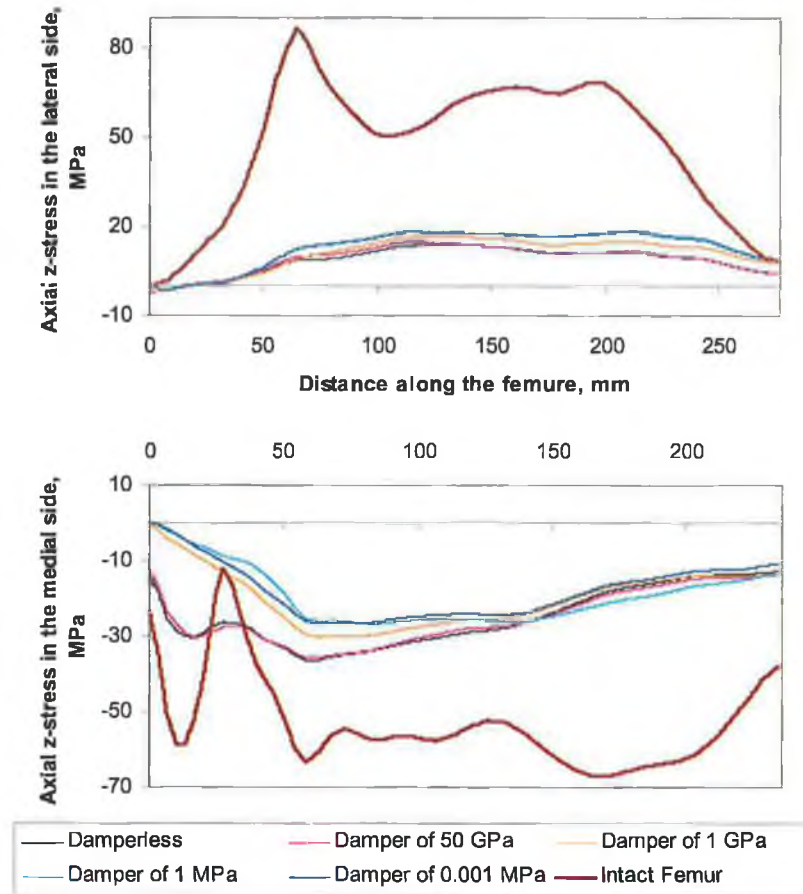 Axial z-stress in the lateral side,
MPa
80
50
20
-10
0 50 100 150 200 250
Distance along the femure, mm
0 50 100 150 200
Axial z-stress in the medial side,
MPa
10
-10
-30
-50
-70
Damperless Damper of 50 GPa Damper of 1 GPa
Damper of 1 MPa Damper of 0.001 MPa Intact Femur